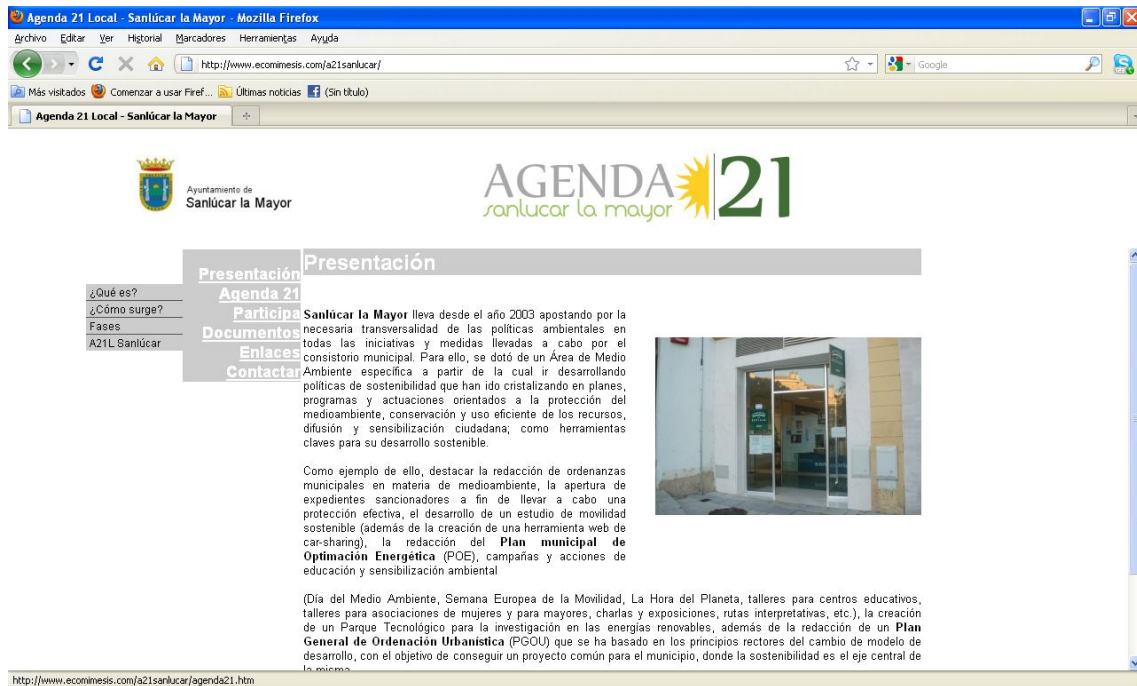 Agenda 21 Local - Sanlúcar la Mayor - Mozilla Firefox
Archivo Editar Ver Historial Marcadores Herramientas Ayuda
http://www.ecomimesis.com/a21sanlucar/
Google
Más visitados Comenzar a usar Firef... Últimas noticias (Sin título)
Agenda 21 Local - Sanlúcar la Mayor
Ayuntamiento de
Sanlúcar la Mayor
AGENDA 21
sanlucar la mayor
Presentación
Agenda 21
Participa
Documentos
Enlaces
Contactar
¿Qué es?
¿Cómo surge?
Fases
A21L Sanlúcar
Presentación
Sanlúcar la Mayor lleva desde el año 2003 apostando por la
necesaria transversalidad de las políticas ambientales en
todas las iniciativas y medidas llevadas a cabo por el
consistorio municipal. Para ello, se dotó de un Área de Medio
Ambiente específica a partir de la cual ir desarrollando
políticas de sostenibilidad que han ido cristalizando en planes,
programas y actuaciones orientados a la protección del
medioambiente, conservación y uso eficiente de los recursos,
difusión y sensibilización ciudadana; como herramientas
claves para su desarrollo sostenible.
Como ejemplo de ello, destacar la redacción de ordenanzas
municipales en materia de medioambiente, la apertura de
expedientes sancionadores a fin de llevar a cabo una
protección efectiva, el desarrollo de un estudio de movilidad
sostenible (además de la creación de una herramienta web de
car-sharing), la redacción del Plan municipal de
Optimación Energética (POE), campañas y acciones de
educación y sensibilización ambiental
(Día del Medio Ambiente, Semana Europea de la Movilidad, La Hora del Planeta, talleres para centros educativos,
talleres para asociaciones de mujeres y para mayores, charlas y exposiciones, rutas interpretativas, etc.), la creación
de un Parque Tecnológico para la investigación en las energías renovables, además de la redacción de un Plan
General de Ordenación Urbanística (PGOU) que se ha basado en los principios rectores del cambio de modelo de
desarrollo, con el objetivo de conseguir un proyecto común para el municipio, donde la sostenibilidad es el eje central de
la misma
http://www.ecomimesis.com/a21sanlucar/agenda21.htm